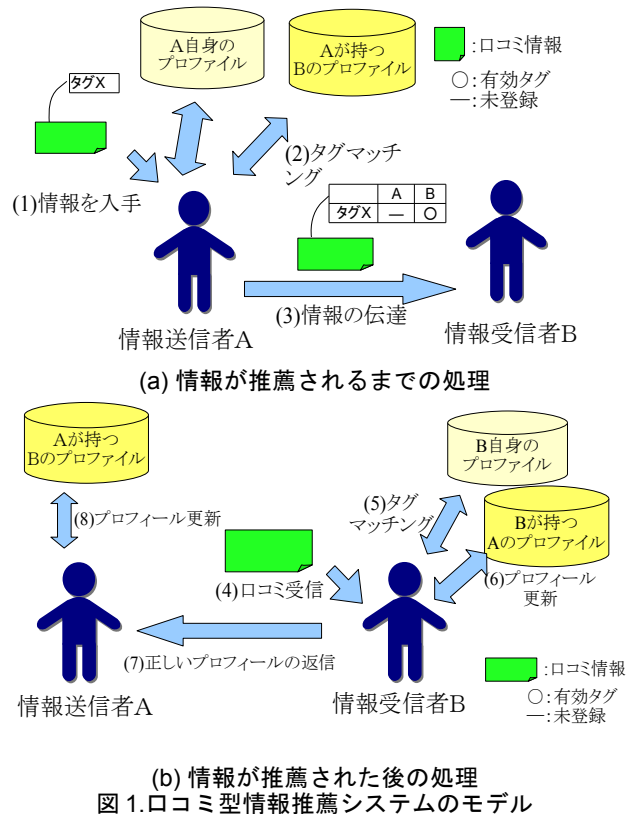 A自身の
プロファイル
Aが持つ
Bのプロファイル
:口コミ情報
○:有効タグ
―:未登録
タグX
(1)情報を入手
(2)タグマッチ
ング
A B
タグX ― ○
(3)情報の伝達
情報送信者A
情報受信者B
(a) 情報が推薦されるまでの処理
Aが持つ
Bのプロファイル
(8)プロフィール更新
B自身の
プロファイル
(5)タグ
マッチング
Bが持つ
Aのプロファイル
(4)口コミ受信
(6)プロフィール
更新
(7)正しいプロフィールの返信
情報送信者A
情報受信者B
:口コミ情報
○:有効タグ
―:未登録
(b) 情報が推薦された後の処理
図1.口コミ型情報推薦システムのモデル